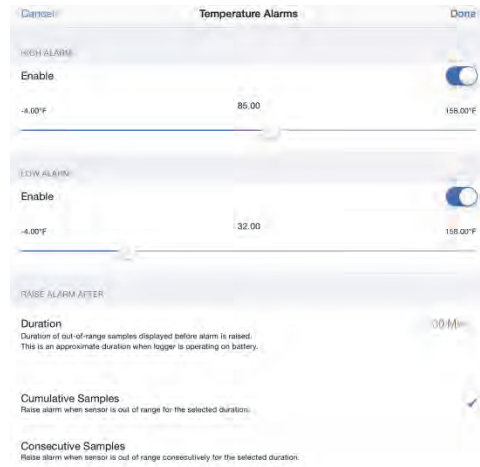 Cancel Temperature Alarms Done
HIGH ALARM
Enable
-4.00°F 85.00 158.00°F
LOW ALARM
Enable
-4.00°F 32.00 158.00°F
RAISE ALARM AFTER
Duration
Duration of out-of-range samples displayed before alarm is raised.
This is an approximate duration when logger is operating on battery.
Cumulative Samples
Raise alarm when sensor is out of range for the selected duration.
Consecutive Samples
Raise alarm when sensor is out of range consecutively for the selected duration.